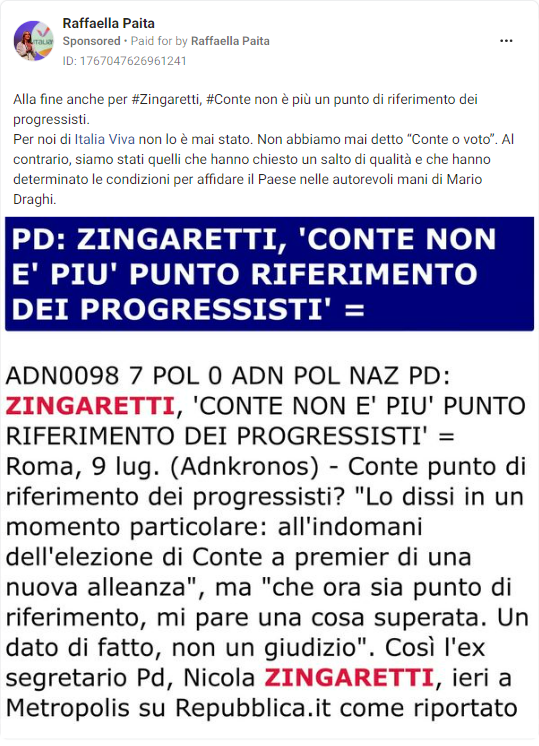 Raffaella Paita
Sponsored • Paid for by Raffaella Paita
ID: 1767047626961241
Alla fine anche per #Zingaretti, #Conte non è più un punto di riferimento dei
progressisti.
Per noi di Italia Viva non lo è mai stato. Non abbiamo mai detto “Conte o voto”. Al
contrario, siamo stati quelli che hanno chiesto un salto di qualità e che hanno
determinato le condizioni per affidare il Paese nelle autorevoli mani di Mario
Draghi.
PD: ZINGARETTI, 'CONTE NON
E' PIU' PUNTO RIFERIMENTO
DEI PROGRESSISTI' =
ADN0098 7 POL 0 ADN POL NAZ PD:
ZINGARETTI, 'CONTE NON E' PIU' PUNTO
RIFERIMENTO DEI PROGRESSISTI' =
Roma, 9 lug. (Adnkronos) - Conte punto di
riferimento dei progressisti? "Lo dissi in un
momento particolare: all'indomani
dell'elezione di Conte a premier di una
nuova alleanza", ma "che ora sia punto di
riferimento, mi pare una cosa superata. Un
dato di fatto, non un giudizio". Così l'ex
segretario Pd, Nicola ZINGARETTI, ieri a
Metropolis su Repubblica.it come riportato